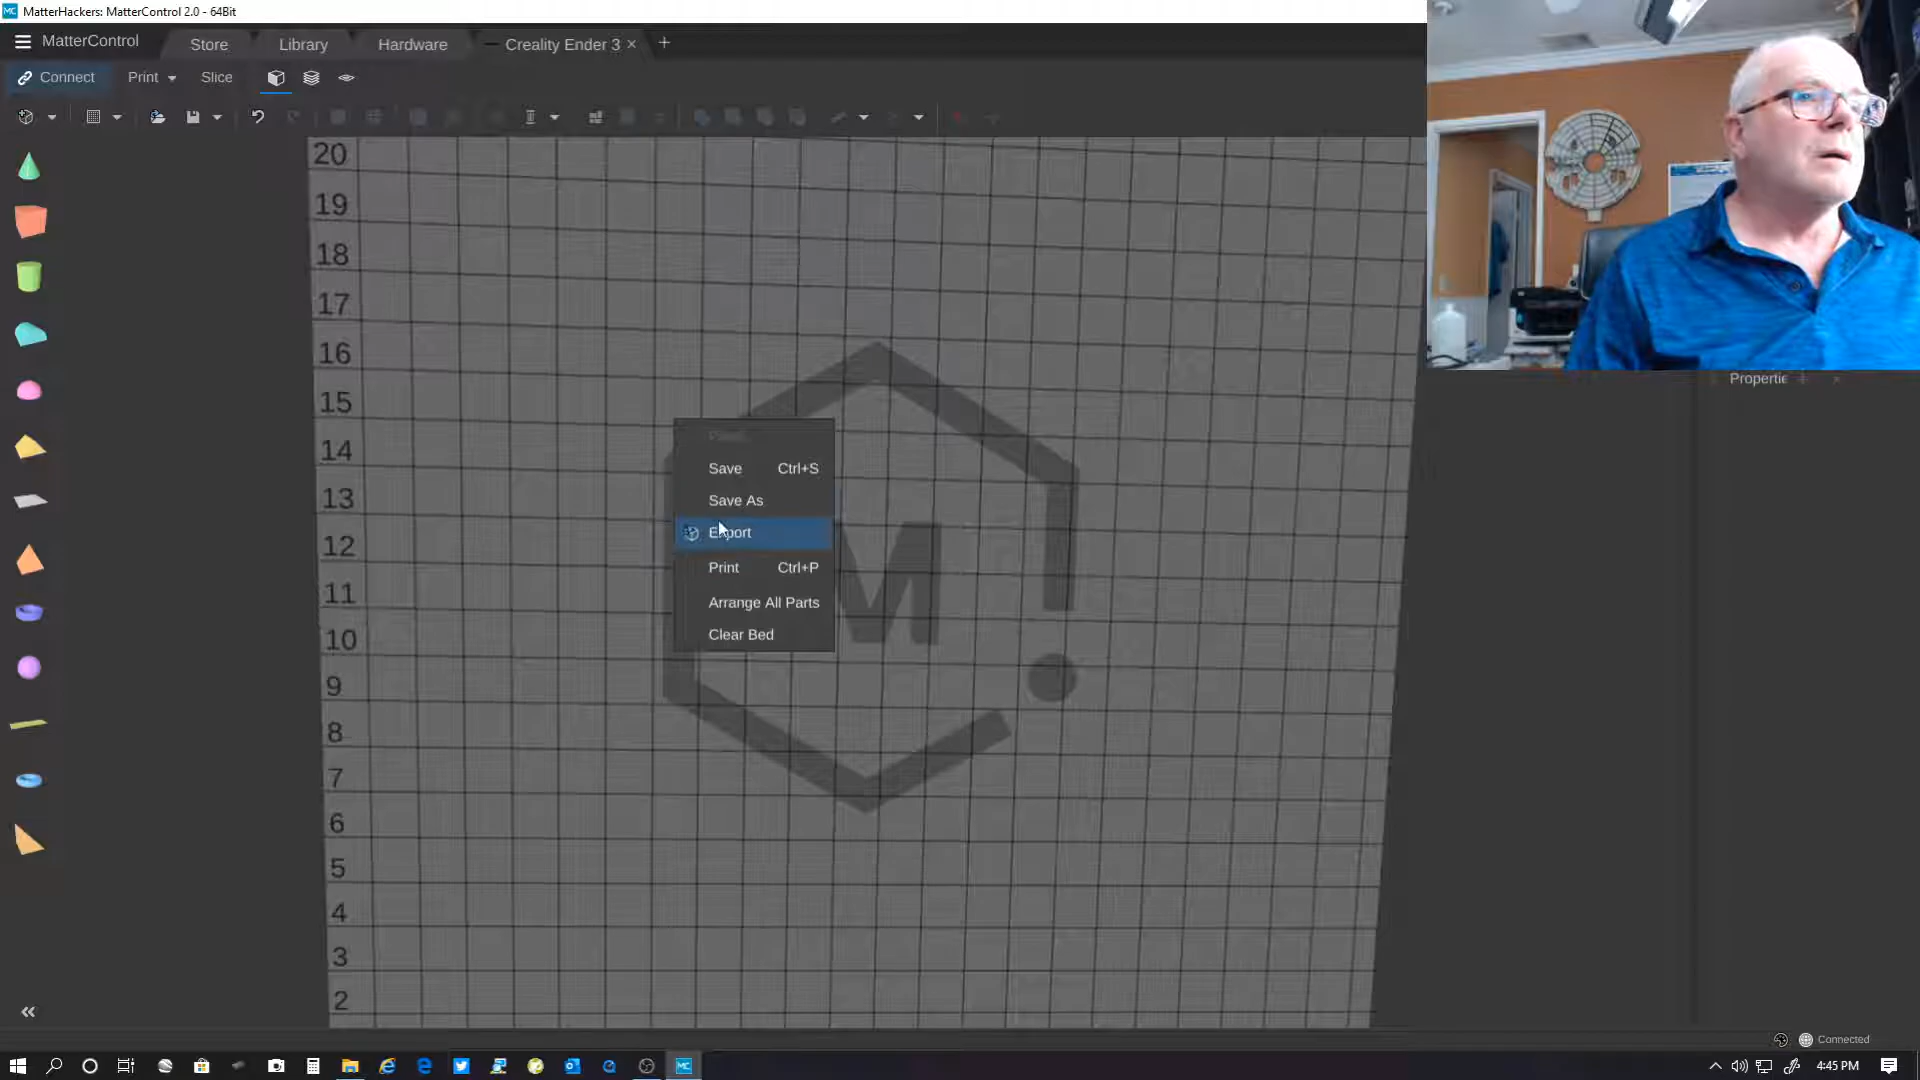 MatterHackers: MatterControl 2.0 - 64Bit
MatterControl
Store
Library
Hardware
Creality Ender 3
Connect
Print
Slice
20
19
18
17
16
15
14
13
12
11
10
9
8
7
6
5
4
3
2
Save Ctrl+S
Save As
Export
Print Ctrl+P
Arrange All Parts
Clear Bed
M
Propertie
Connected
MC
4:45 PM